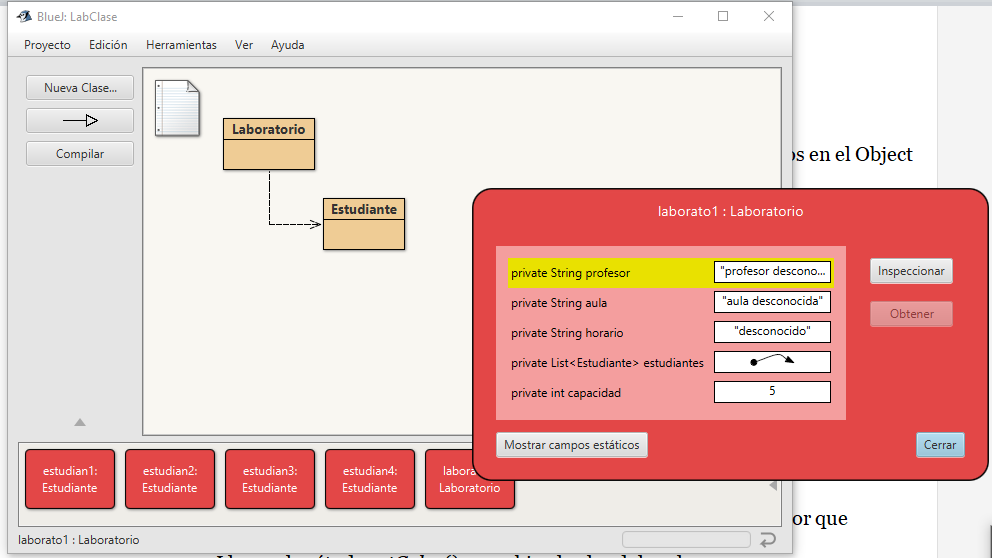 BlueJ: LabClase
Proyecto Edición Herramientas Ver Ayuda
Nueva Clase...
Compilar
Laboratorio
Estudiante
os en el Object
laborato1 : Laboratorio
private String profesor "profesor descono...
private String aula "aula desconocida"
private String horario "desconocido"
private List<Estudiante> estudiantes
private int capacidad 5
Inspeccionar
Obtener
Mostrar campos estáticos
Cerrar
estudian1:
Estudiante
estudian2:
Estudiante
estudian3:
Estudiante
estudian4:
Estudiante
Laboratorio
or que
laborato1 : Laboratorio